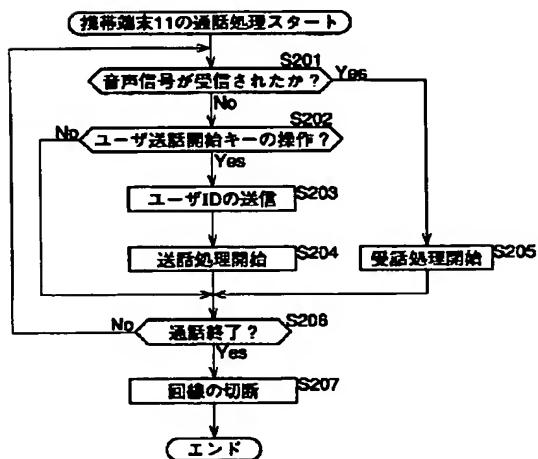 携帯端末11の通話処理スタート
S201
音声信号が受信されたか？
Yes
No
S202
No
ユーザ送話開始キーの操作？
Yes
ユーザIDの送信
S203
送話処理開始
S204
受話処理開始
S205
No
通話終了？
S206
Yes
回線の切断
S207
エンド